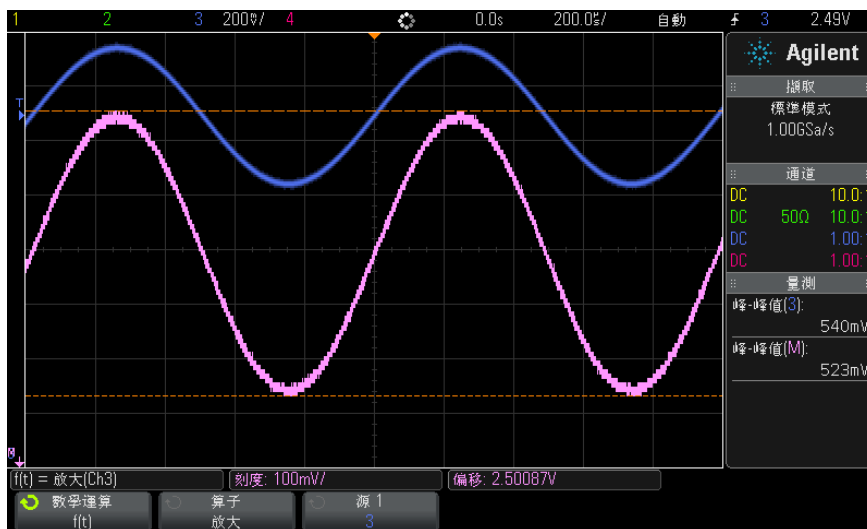 1 2 3 200⅟/ 4 0.0s 200.0␣/ 自動 3 2.49V
Agilent
擷取
標準模式
1.00GSa/s
通道
DC 10.0:
DC 50Ω 10.0:
DC 1.00:
DC 1.00:
量測
峰-峰值(3):
540mV
峰-峰值(M):
523mV
T
f(t) = 放大(Ch3) 刻度: 100mV/ 偏移: 2.50087V
數學運算 算子 源 1
f(t) 放大 3